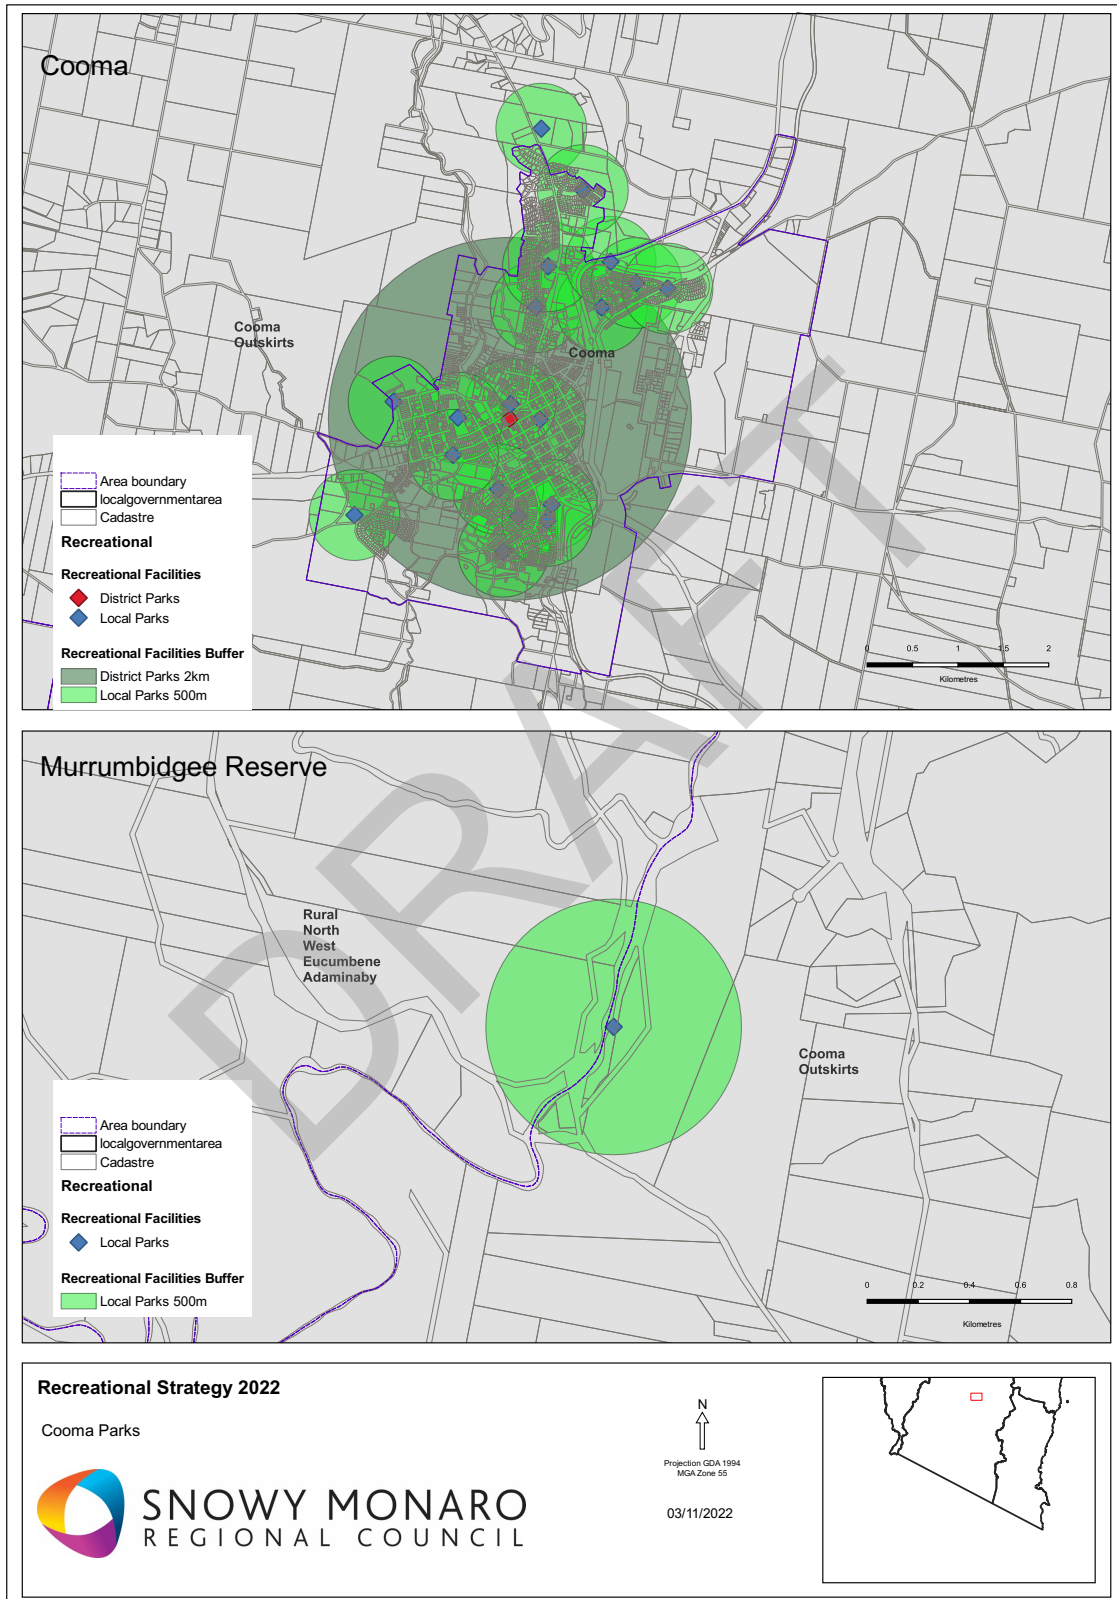 Cooma
Cooma
Outskirts
Cooma
Area boundary
localgovernmentarea
Cadastre
Recreational
Recreational Facilities
District Parks
Local Parks
Recreational Facilities Buffer
District Parks 2km
Local Parks 500m
0 0.5 1 1.5 2
Kilometres
DRAFT
Murrumbidgee Reserve
Rural
North
West
Eucumbene
Adaminaby
Cooma
Outskirts
Area boundary
localgovernmentarea
Cadastre
Recreational
Recreational Facilities
Local Parks
Recreational Facilities Buffer
Local Parks 500m
0 0.2 0.4 0.6 0.8
Kilometres
Recreational Strategy 2022
Cooma Parks
SNOWY MONARO
REGIONAL COUNCIL
N
Projection GDA 1994
MGA Zone 55
03/11/2022